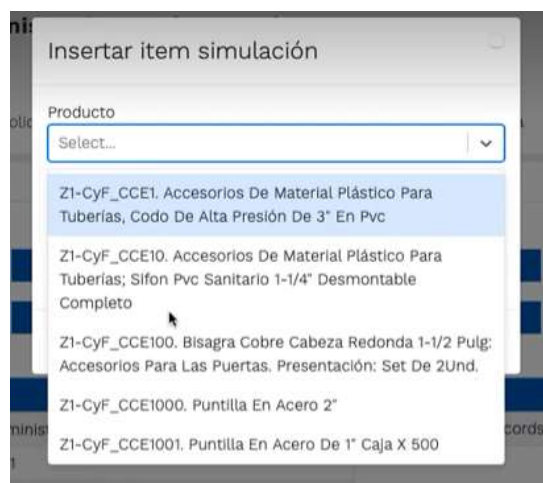 Insertar item simulación
Producto
Select...
Z1-CyF_CCE1. Accesorios De Material Plástico Para
Tuberías, Codo De Alta Presión De 3" En Pvc
Z1-CyF_CCE10. Accesorios De Material Plástico Para
Tuberías; Sifon Pvc Sanitario 1-1/4" Desmontable
Completo
Z1-CyF_CCE100. Bisagra Cobre Cabeza Redonda 1-1/2 Pulg:
Accesorios Para Las Puertas. Presentación: Set De 2Und.
Z1-CyF_CCE1000. Puntilla En Acero 2"
Z1-CyF_CCE1001. Puntilla En Acero De 1" Caja X 500